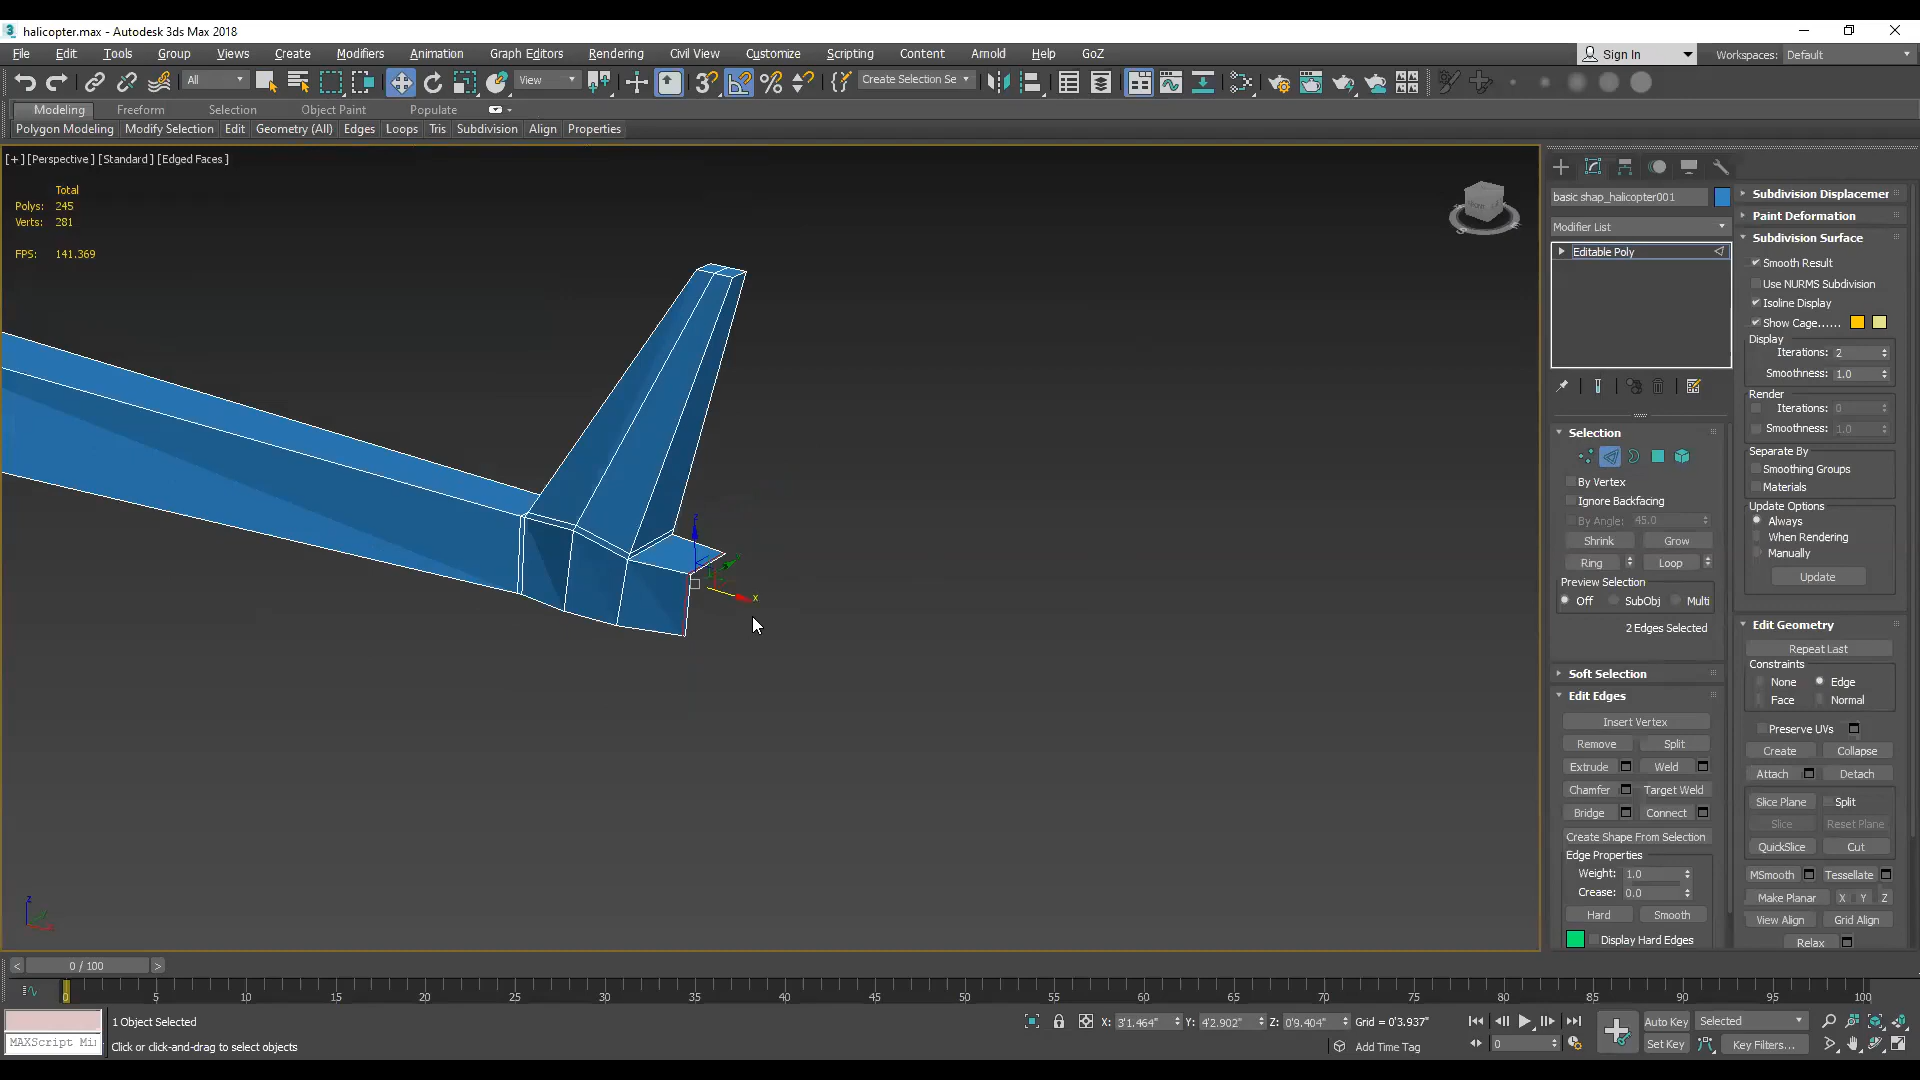 halicopter.max - Autodesk 3ds Max 2018
File Edit Tools Group Views Create Modifiers Animation Graph Editors Rendering Civil View Customize Scripting Content Arnold Help GoZ
Sign In Workspaces: Default
All View Create Selection Se
Modeling Freeform Selection Object Paint Populate
Polygon Modeling Modify Selection Edit Geometry (All) Edges Loops Tris Subdivision Align Properties
[+] [Perspective ] [Standard ] [Edged Faces ]
Total
Polys: 245
Verts: 281
FPS: 141.369
basic shap_helicopter001
Modifier List
Editable Poly
Selection
By Vertex
Ignore Backfacing
By Angle: 45.0
Shrink Grow
Ring Loop
Preview Selection
Off SubObj Multi
2 Edges Selected
Soft Selection
Edit Edges
Insert Vertex
Remove Split
Extrude Weld
Chamfer Target Weld
Bridge Connect
Create Shape From Selection
Edge Properties
Weight: 1.0
Crease: 0.0
Hard Smooth
Display Hard Edges
Subdivision Displacemer
Paint Deformation
Subdivision Surface
Smooth Result
Use NURMS Subdivision
Isoline Display
Show Cage......
Display
Iterations: 2
Smoothness: 1.0
Render
Iterations: 0
Smoothness: 1.0
Separate By
Smoothing Groups
Materials
Update Options
Always
When Rendering
Manually
Update
Edit Geometry
Repeat Last
Constraints
None Edge
Face Normal
Preserve UVs
Create Collapse
Attach Detach
Slice Plane Split
Slice Reset Plane
QuickSlice Cut
MSmooth Tessellate
Make Planar X Y Z
View Align Grid Align
Relax
z
x
z
< 0 / 100 >
0 5 10 15 20 25 30 35 40 45 50 55 60 65 70 75 80 85 90 95 100
1 Object Selected
X: 3'1.464" Y: 4'2.902" Z: 0'9.404" Grid = 0'3.937"
Auto Key Selected
MAXScript Mi
Click or click-and-drag to select objects
Add Time Tag
0
Set Key Key Filters...